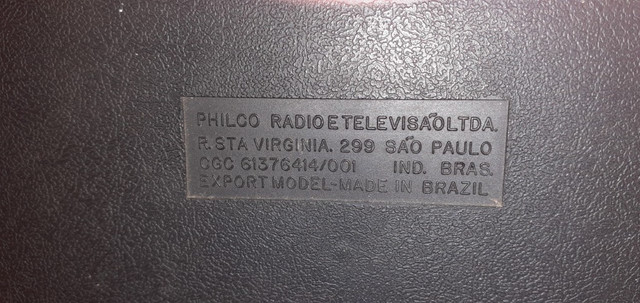 PHILCO RADIO E TELEVISÃO LTDA.
R. STA VIRGINIA. 299 SÃO PAULO
CGC 61376414/001 IND. BRAS.
EXPORT MODEL-MADE IN BRAZIL